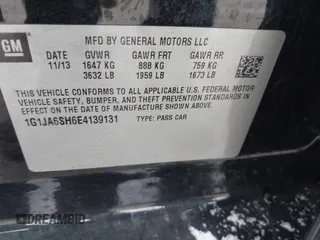 GM
MFD BY GENERAL MOTORS LLC
DATE GVWR GAWR FRT GAWR RR
11/13 1647 KG 888 KG 759 KG
3632 LB 1959 LB 1673 LB
THIS VEHICLE CONFORMS TO ALL APPLICABLE U.S. FEDERAL MOTOR
VEHICLE SAFETY, BUMPER, AND THEFT PREVENTION STANDARDS IN
EFFECT ON THE DATE OF MANUFACTURE SHOWN ABOVE.
1G1JA6SH6E4139131 TYPE: PASS CAR
DREAMBID